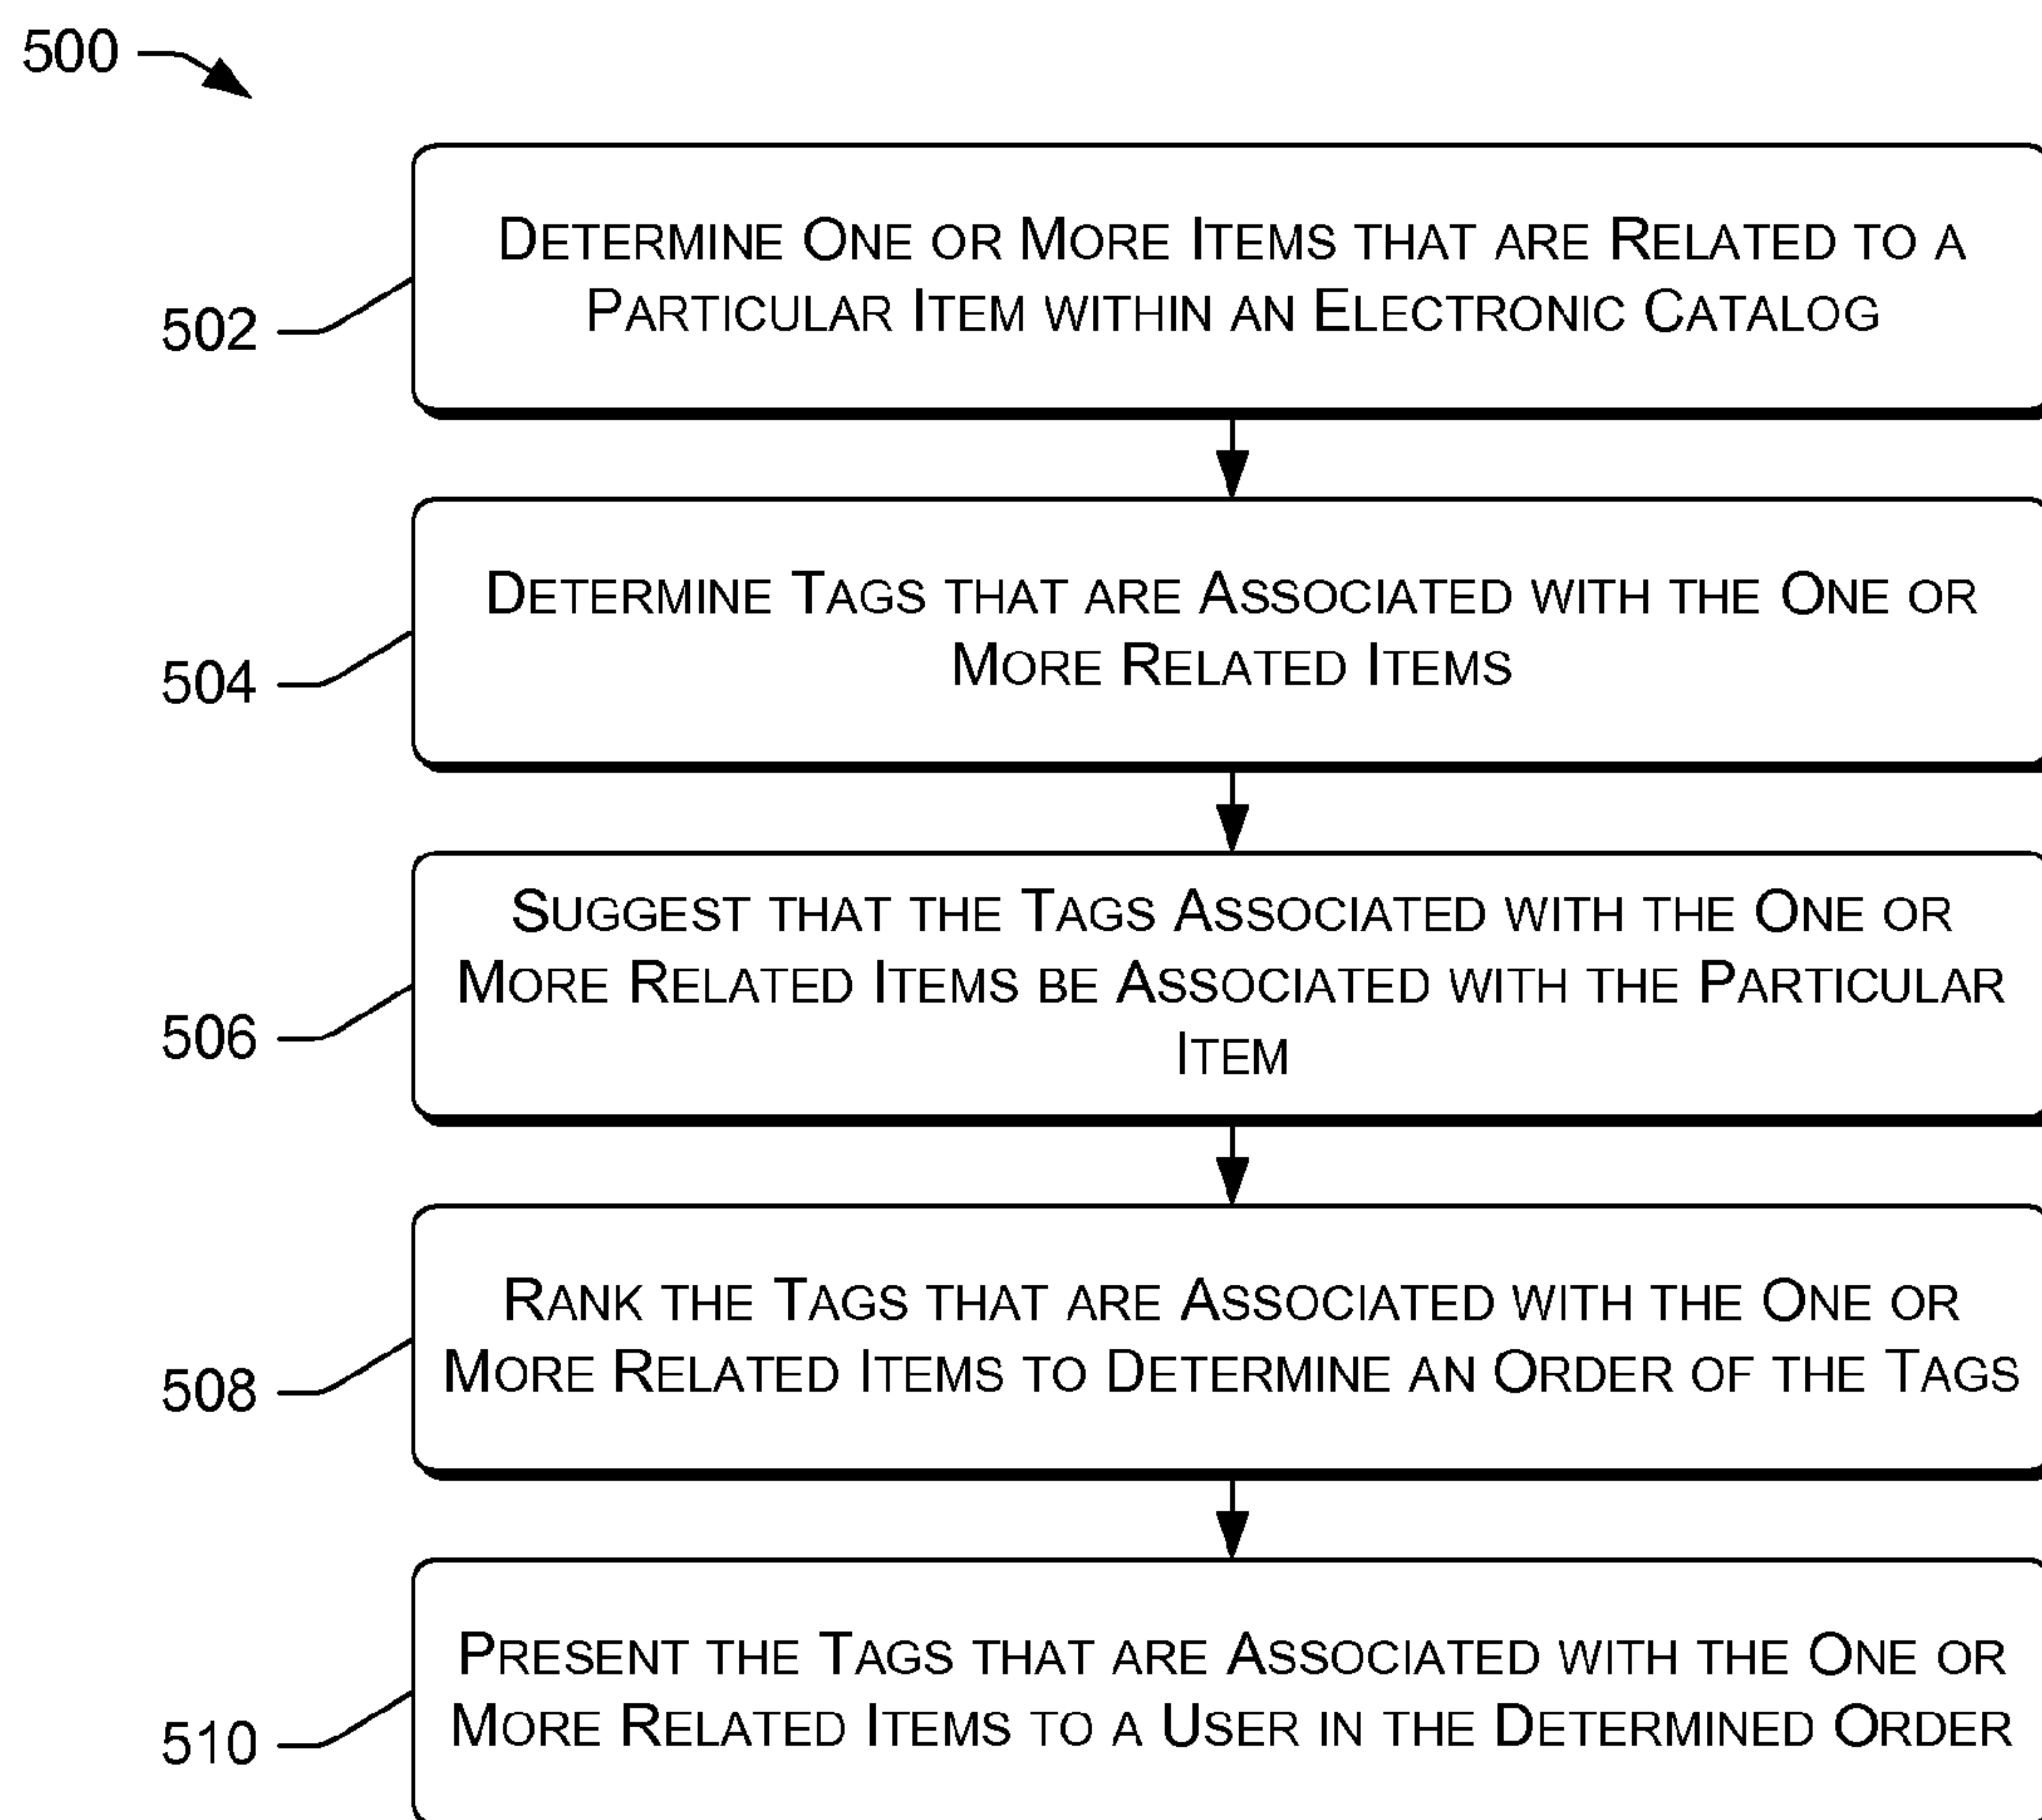 500
DETERMINE ONE OR MORE ITEMS THAT ARE RELATED TO A
PARTICULAR ITEM WITHIN AN ELECTRONIC CATALOG
502
DETERMINE TAGS THAT ARE ASSOCIATED WITH THE ONE OR
MORE RELATED ITEMS
504
SUGGEST THAT THE TAGS ASSOCIATED WITH THE ONE OR
MORE RELATED ITEMS BE ASSOCIATED WITH THE PARTICULAR
ITEM
506
RANK THE TAGS THAT ARE ASSOCIATED WITH THE ONE OR
MORE RELATED ITEMS TO DETERMINE AN ORDER OF THE TAGS
508
PRESENT THE TAGS THAT ARE ASSOCIATED WITH THE ONE OR
MORE RELATED ITEMS TO A USER IN THE DETERMINED ORDER
510